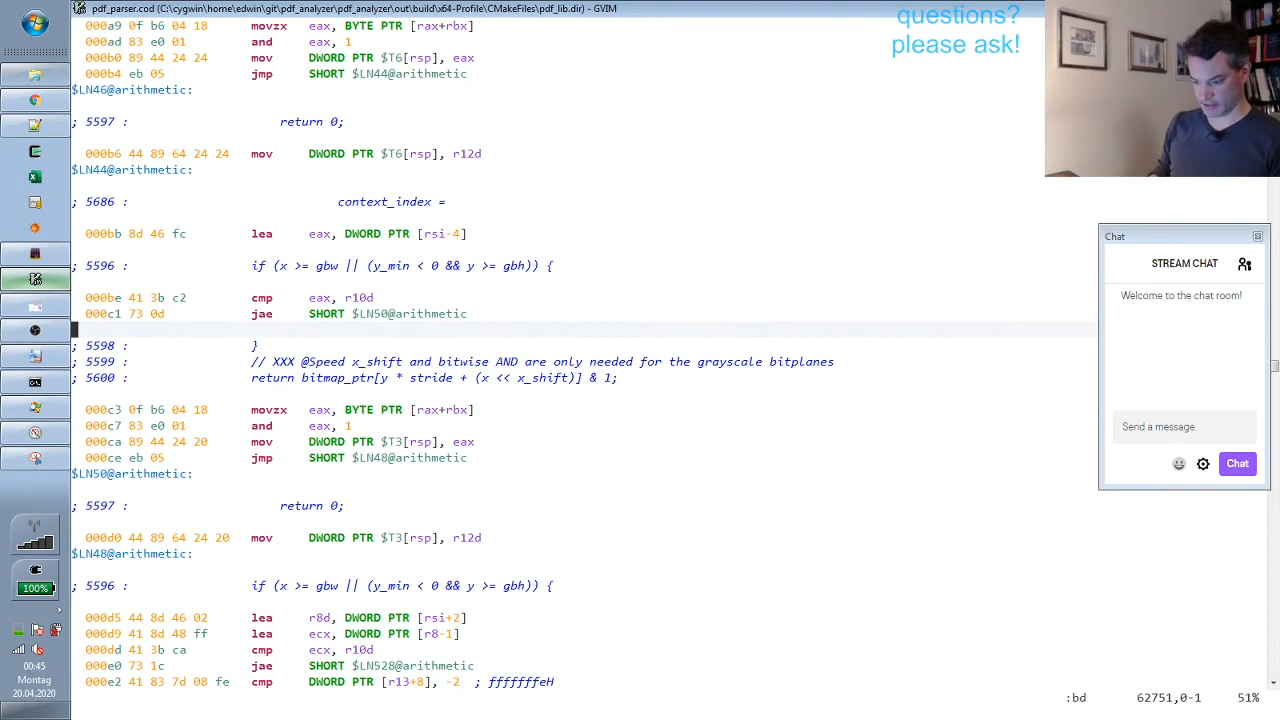 pdf_parser.cod (C:\cygwin\home\edwin\git\pdf_analyzer\pdf_analyzer\out\build\x64-Profile\CMakeFiles\pdf_lib.dir) - GVIM
000a9 0f b6 04 18 movzx eax, BYTE PTR [rax+rbx]
000ad 83 e0 01 and eax, 1
000b0 89 44 24 24 mov DWORD PTR $T6[rsp], eax
000b4 eb 05 jmp SHORT $LN44@arithmetic
$LN46@arithmetic:
; 5597 : return 0;
000b6 44 89 64 24 24 mov DWORD PTR $T6[rsp], r12d
$LN44@arithmetic:
; 5686 : context_index =
000bb 8d 46 fc lea eax, DWORD PTR [rsi-4]
; 5596 : if (x >= gbw || (y_min < 0 && y >= gbh)) {
000be 41 3b c2 cmp eax, r10d
000c1 73 0d jae SHORT $LN50@arithmetic
; 5598 : }
; 5599 : // XXX @Speed x_shift and bitwise AND are only needed for the grayscale bitplanes
; 5600 : return bitmap_ptr[y * stride + (x << x_shift)] & 1;
000c3 0f b6 04 18 movzx eax, BYTE PTR [rax+rbx]
000c7 83 e0 01 and eax, 1
000ca 89 44 24 20 mov DWORD PTR $T3[rsp], eax
000ce eb 05 jmp SHORT $LN48@arithmetic
$LN50@arithmetic:
; 5597 : return 0;
000d0 44 89 64 24 20 mov DWORD PTR $T3[rsp], r12d
$LN48@arithmetic:
; 5596 : if (x >= gbw || (y_min < 0 && y >= gbh)) {
000d5 44 8d 46 02 lea r8d, DWORD PTR [rsi+2]
000d9 41 8d 48 ff lea ecx, DWORD PTR [r8-1]
000dd 41 3b ca cmp ecx, r10d
000e0 73 1c jae SHORT $LN528@arithmetic
000e2 41 83 7d 08 fe cmp DWORD PTR [r13+8], -2 ; fffffffeH
:bd 62751,0-1 51%
questions?
please ask!
Chat
STREAM CHAT
Welcome to the chat room!
Send a message
Chat
100%
00:45
Montag
20.04.2020